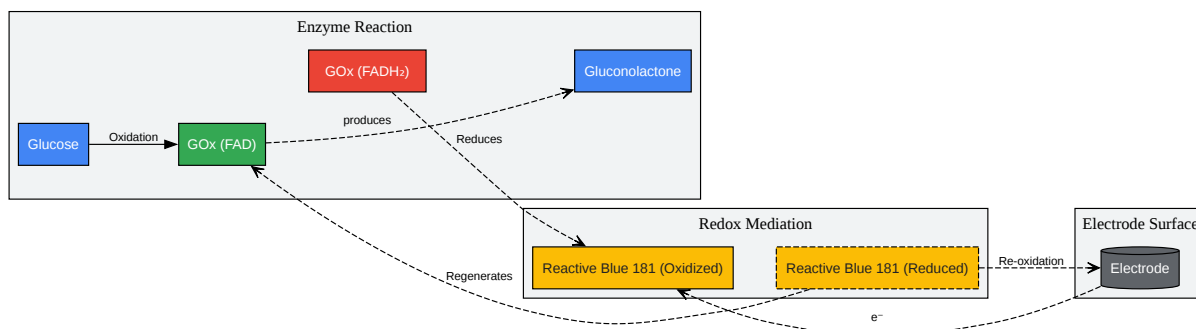 Enzyme Reaction
GOx (FADH₂)
Gluconolactone
produces
Glucose
Oxidation
GOx (FAD)
Reduces
Redox Mediation
Electrode Surface
Regenerates
Reactive Blue 181 (Oxidized)
Reactive Blue 181 (Reduced)
Re-oxidation
Electrode
e⁻